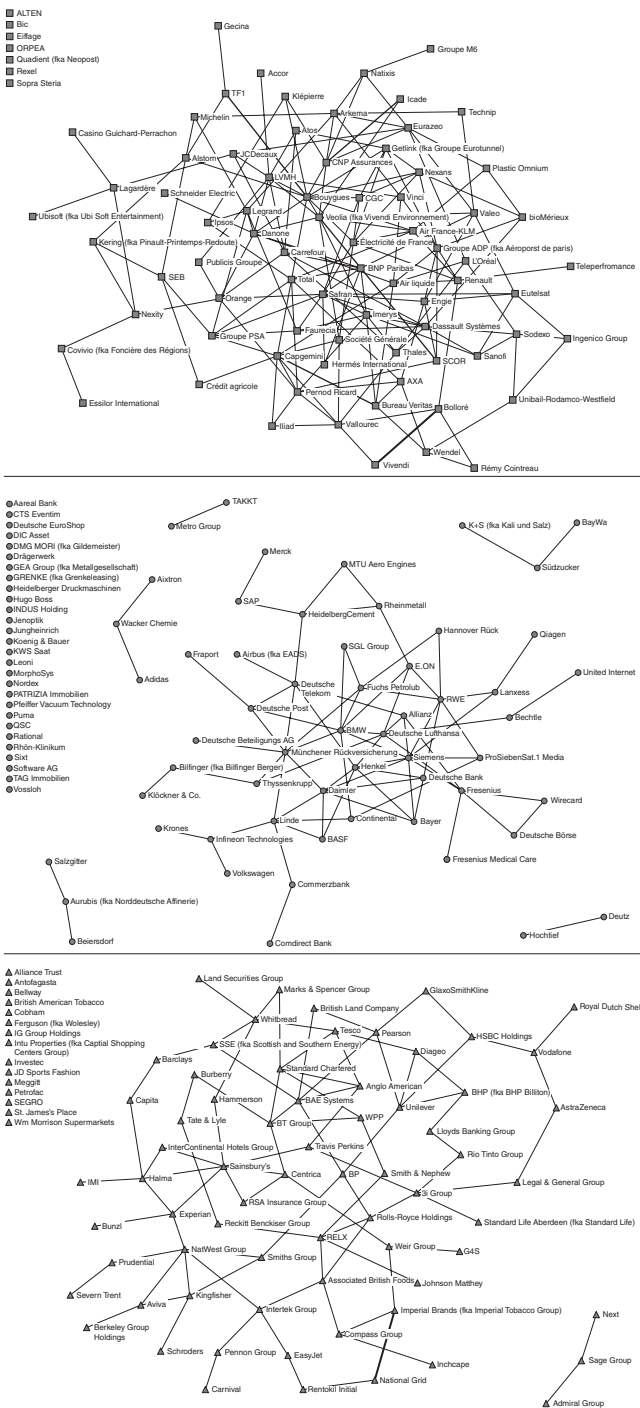 ALTEN
Bic
Eiffage
ORPEA
Quadient (fka Neopost)
Rexel
Sopra Steria
Gecina
Groupe M6
Accor
Natixis
TF1
Klépierre
Icade
Michelin
Arkema
Technip
Casino Guichard-Perrachon
Atos
Eurazeo
Alstom
JCDecaux
Getlink (fka Groupe Eurotunnel)
CNP Assurances
Nexans
Plastic Omnium
LVMH
Lagardère
Schneider Electric
Bouygues
CGC
Vinci
Ubisoft (fka Ubi Soft Entertainment)
Legrand
Veolia (fka Vivendi Environnement)
Valeo
bioMérieux
Ipsos
Danone
Air France-KLM
Kering (fka Pinault-Printemps-Redoute)
Électricité de France
Groupe ADP (fka Aéroporst de paris)
Carrefour
Publicis Groupe
BNP Paribas
L'Oréal
Teleperfromance
SEB
Total
Air liquide
Renault
Orange
Safran
Engie
Eutelsat
Nexity
Imerys
Groupe PSA
Faurecia
Dassault Systèmes
Sodexo
Société Générale
Ingenico Group
Covivio (fka Foncière des Régions)
Capgemini
Thales
SCOR
Sanofi
Hermés International
Crédit agricole
AXA
Essilor International
Pernod Ricard
Bureau Veritas
Bolloré
Unibail-Rodamco-Westfield
Iliad
Vallourec
Wendel
Vivendi
Rémy Cointreau
Aareal Bank
CTS Eventim
Deutsche EuroShop
DIC Asset
DMG MORI (fka Gildemeister)
Drägerwerk
GEA Group (fka Metallgesellschaft)
GRENKE (fka Grenkeleasing)
Heidelberger Druckmaschinen
Hugo Boss
INDUS Holding
Jenoptik
Jungheinrich
Koenig & Bauer
KWS Saat
Leoni
MorphoSys
Nordex
PATRIZIA Immobilien
Pfeiffer Vacuum Technology
Puma
QSC
Rational
Rhön-Klinikum
Sixt
Software AG
TAG Immobilien
Vossloh
TAKKT
Metro Group
K+S (fka Kali und Salz)
BayWa
Merck
MTU Aero Engines
Südzucker
Aixtron
SAP
Rheinmetall
HeidelbergCement
Wacker Chemie
Hannover Rück
Qiagen
Fraport
Airbus (fka EADS)
SGL Group
E.ON
United Internet
Adidas
Deutsche
Telekom
Fuchs Petrolub
RWE
Lanxess
Deutsche Post
Allianz
Bechtle
BMW
Deutsche Lufthansa
Deutsche Beteiligungs AG
Münchener Rückversicherung
Siemens
ProSiebenSat.1 Media
Bilfinger (fka Bilfinger Berger)
Henkel
Thyssenkrupp
Deutsche Bank
Klöckner & Co.
Daimler
Fresenius
Wirecard
Krones
Linde
Continental
Bayer
Infineon Technologies
BASF
Deutsche Börse
Salzgitter
Fresenius Medical Care
Volkswagen
Commerzbank
Aurubis (fka Norddeutsche Affinerie)
Deutz
Beiersdorf
Comdirect Bank
Hochtief
Alliance Trust
Antofagasta
Bellway
British American Tobacco
Cobham
Ferguson (fka Wolesley)
IG Group Holdings
Intu Properties (fka Captial Shopping
Centers Group)
Investec
JD Sports Fashion
Meggitt
Petrofac
SEGRO
St. James's Place
Wm Morrison Supermarkets
Land Securities Group
Marks & Spencer Group
GlaxoSmithKline
British Land Company
Royal Dutch Shel
Whitbread
Tesco
Pearson
HSBC Holdings
SSE (fka Scottish and Southern Energy)
Diageo
Vodafone
Barclays
Standard Chartered
Burberry
Anglo American
BHP (fka BHP Billiton)
Capita
Hammerson
BAE Systems
Unilever
AstraZeneca
Tate & Lyle
BT Group
WPP
Lloyds Banking Group
InterContinental Hotels Group
Travis Perkins
Rio Tinto Group
Sainsbury's
IMI
Halma
Centrica
BP
Smith & Nephew
Legal & General Group
3i Group
RSA Insurance Group
Experian
Rolls-Royce Holdings
Standard Life Aberdeen (fka Standard Life)
Bunzl
Reckitt Benckiser Group
RELX
Weir Group
G4S
NatWest Group
Smiths Group
Prudential
Associated British Foods
Johnson Matthey
Severn Trent
Aviva
Kingfisher
Intertek Group
Imperial Brands (fka Imperial Tobacco Group)
Next
Berkeley Group
Holdings
Compass Group
Schroders
Pennon Group
EasyJet
Inchcape
Sage Group
National Grid
Carnival
Rentokil Initial
Admiral Group